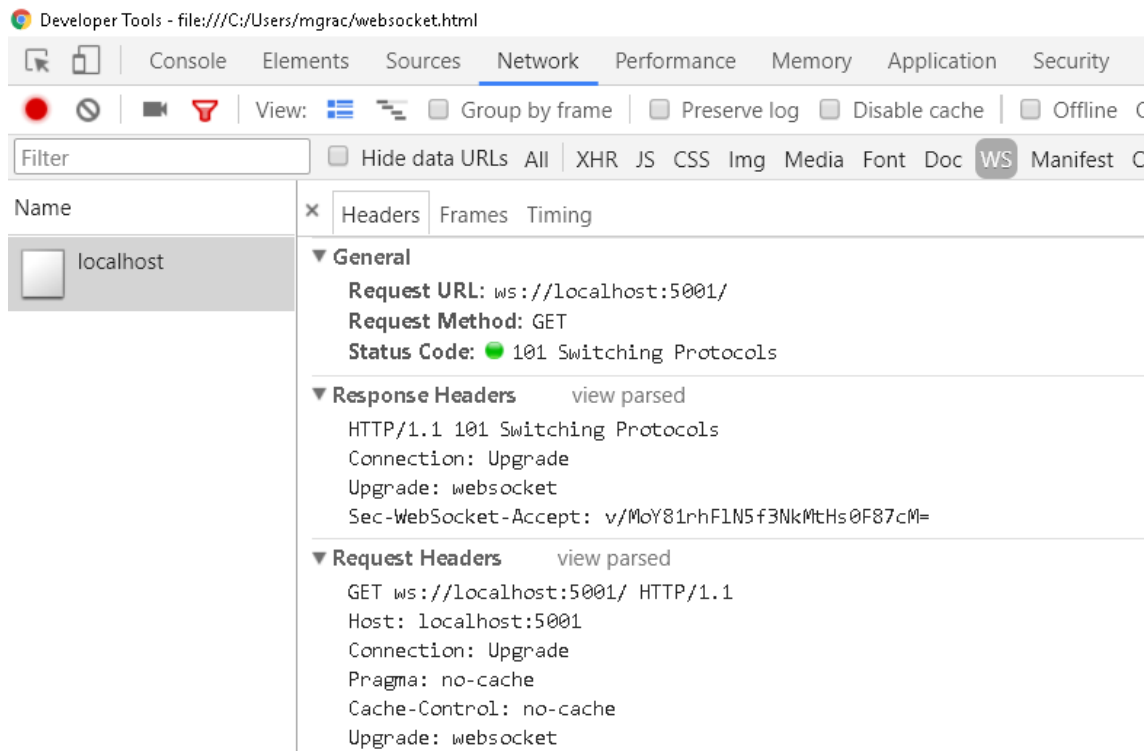 Developer Tools - file:///C:/Users/mgrac/websocket.html
Console Elements Sources Network Performance Memory Application Security
View: Group by frame Preserve log Disable cache Offline
Filter Hide data URLs All XHR JS CSS Img Media Font Doc WS Manifest
Name
× Headers Frames Timing
localhost
▼ General
Request URL: ws://localhost:5001/
Request Method: GET
Status Code: 101 Switching Protocols
▼ Response Headers view parsed
HTTP/1.1 101 Switching Protocols
Connection: Upgrade
Upgrade: websocket
Sec-WebSocket-Accept: v/MoY81rhFlN5f3NkMtHs0F87cM=
▼ Request Headers view parsed
GET ws://localhost:5001/ HTTP/1.1
Host: localhost:5001
Connection: Upgrade
Pragma: no-cache
Cache-Control: no-cache
Upgrade: websocket